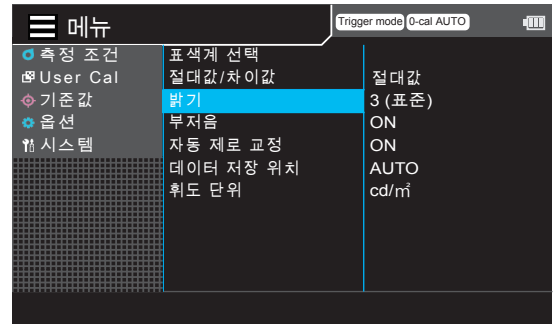 메뉴
Trigger mode 0-cal AUTO
측정 조건
User Cal
기준값
옵션
시스템
표색계 선택
절대값/차이값 절대값
밝기 3 (표준)
부저음 ON
자동 제로 교정 ON
데이터 저장 위치 AUTO
휘도 단위 cd/㎡